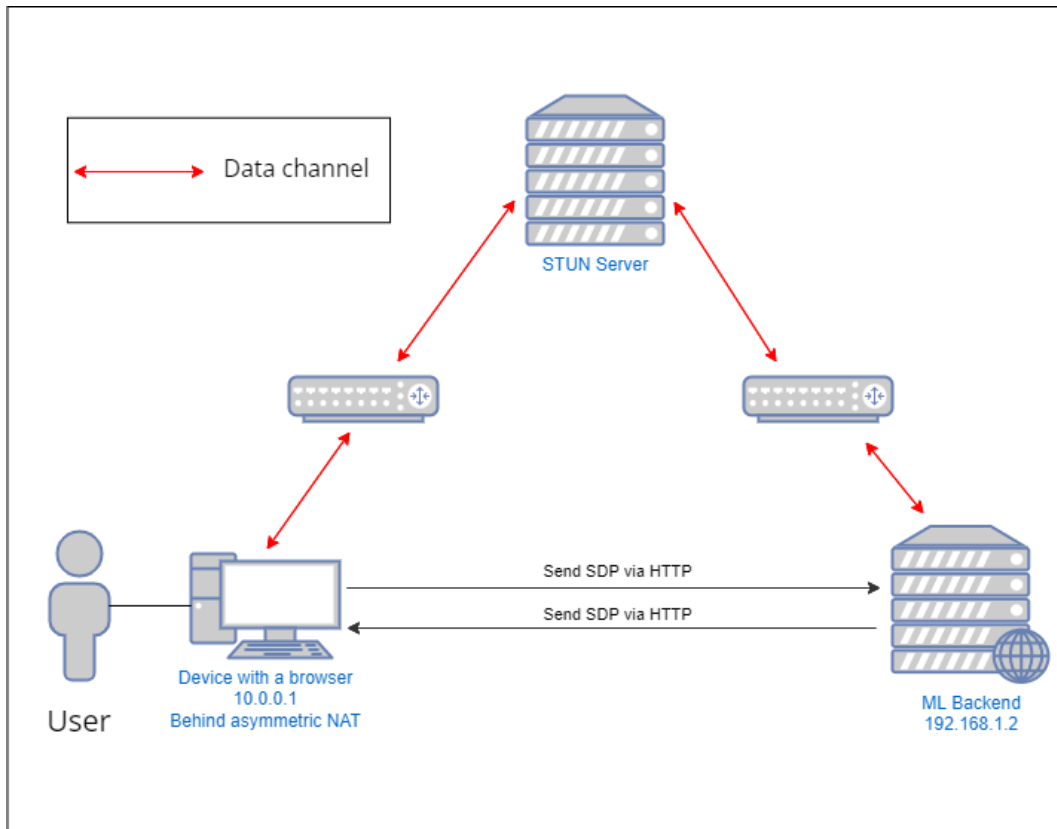 Data channel
STUN Server
Send SDP via HTTP
Send SDP via HTTP
User
Device with a browser
10.0.0.1
Behind asymmetric NAT
ML Backend
192.168.1.2